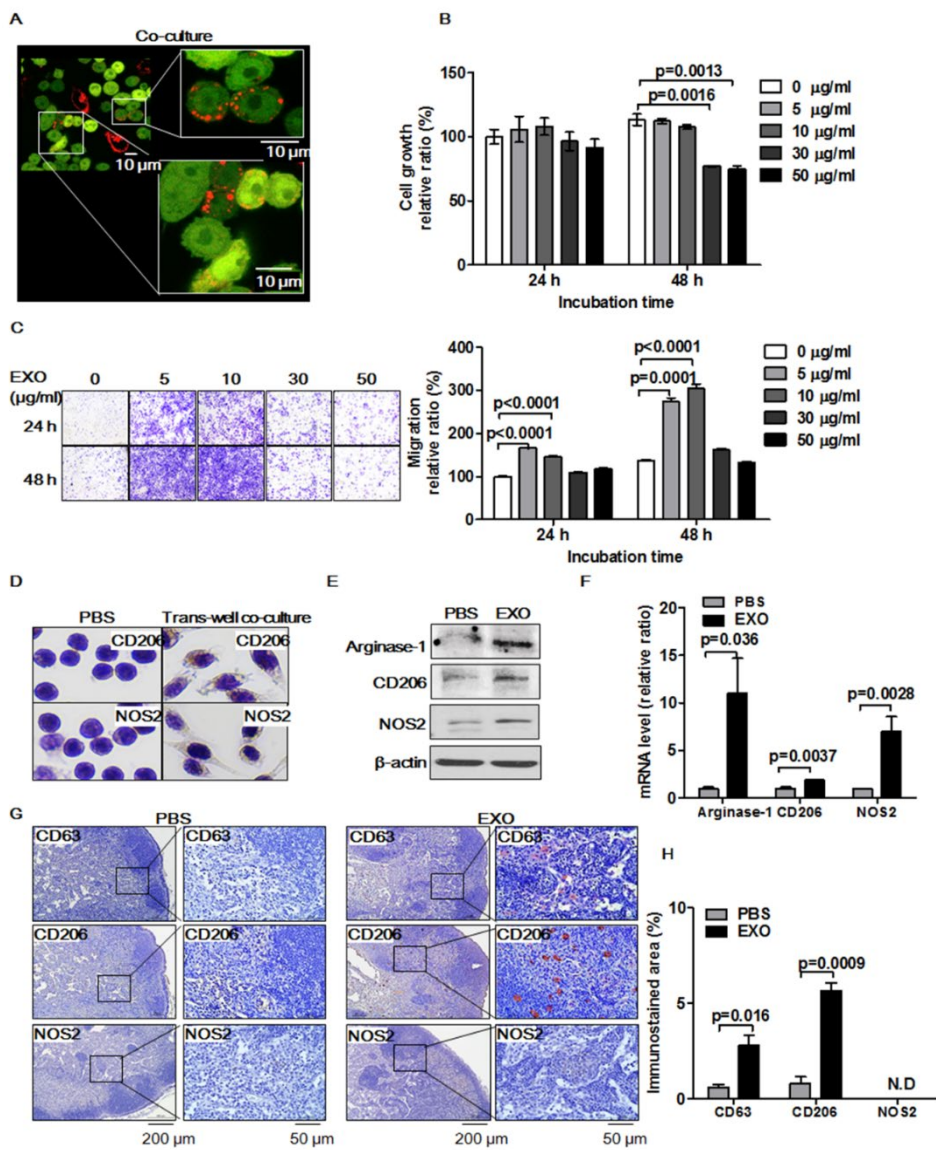 A
Co-culture
10 µm
10 µm
10 µm
B
Cell growth
relative ratio (%)
150
100
50
0
24 h
48 h
Incubation time
p=0.0013
p=0.0016
0 µg/ml
5 µg/ml
10 µg/ml
30 µg/ml
50 µg/ml
C
EXO
(µg/ml)
0 5 10 30 50
24 h
48 h
Migration
relative ratio (%)
400
300
200
100
0
p<0.0001
p<0.0001
p<0.0001
p=0.0001
24 h
48 h
Incubation time
0 µg/ml
5 µg/ml
10 µg/ml
30 µg/ml
50 µg/ml
D
PBS Trans-well co-culture
CD206 CD206
NOS2 NOS2
E
PBS EXO
Arginase-1
CD206
NOS2
β-actin
F
mRNA level (relative ratio)
20
15
10
5
0
PBS
EXO
p=0.036
p=0.0037
p=0.0028
Arginase-1 CD206 NOS2
G
PBS EXO
CD63 CD63 CD63 CD63
CD206 CD206 CD206 CD206
NOS2 NOS2 NOS2 NOS2
200 µm 50 µm 200 µm 50 µm
H
Immunostained area (%)
10
5
0
PBS
EXO
p=0.016
p=0.0009
N.D
CD63 CD206 NOS2